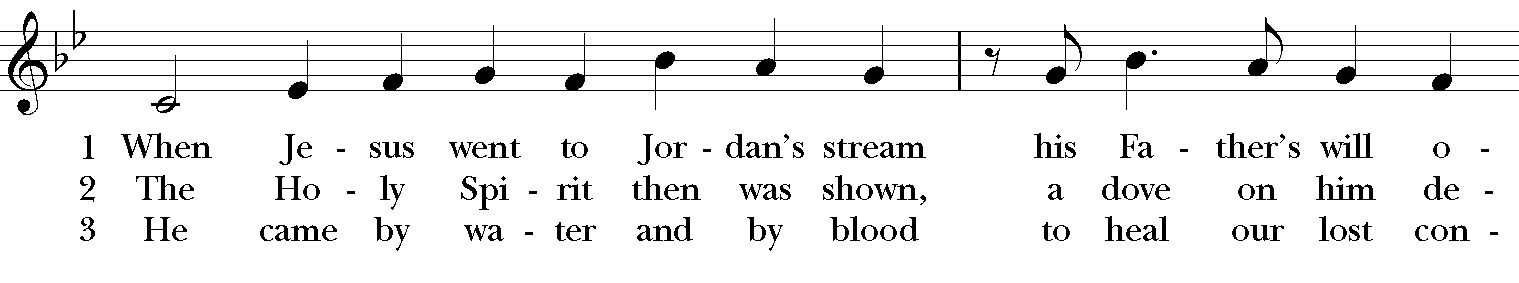 1 When Je - sus went to Jor - dan's stream his Fa - ther's will o -
2 The Ho - ly Spi - rit then was shown, a dove on him de -
3 He came by wa - ter and by blood to heal our lost con -